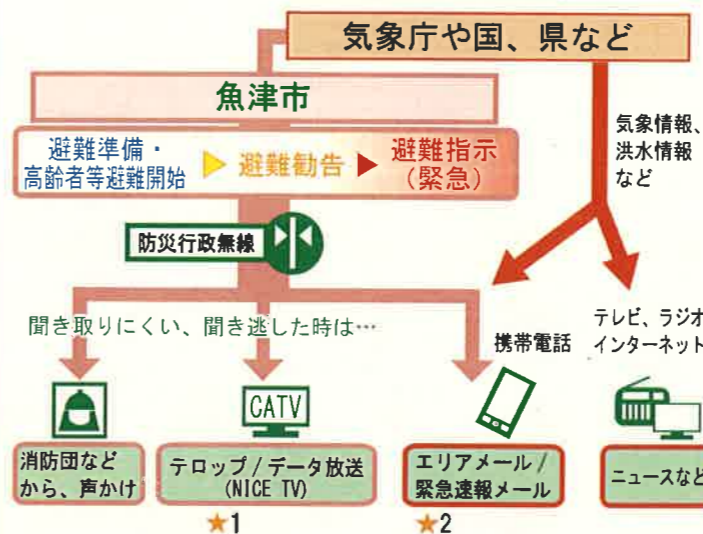 気象庁や国、県など
魚津市
気象情報、
洪水情報
など
避難準備・
高齢者等避難開始
避難勧告
避難指示
(緊急)
防災行政無線
聞き取りにくい、聞き逃した時は…
携帯電話
テレビ、ラジオ
インターネット
CATV
消防団など
から、声かけ
テロップ/データ放送
(NICE TV)
エリアメール/
緊急速報メール
ニュースなど
★1
★2